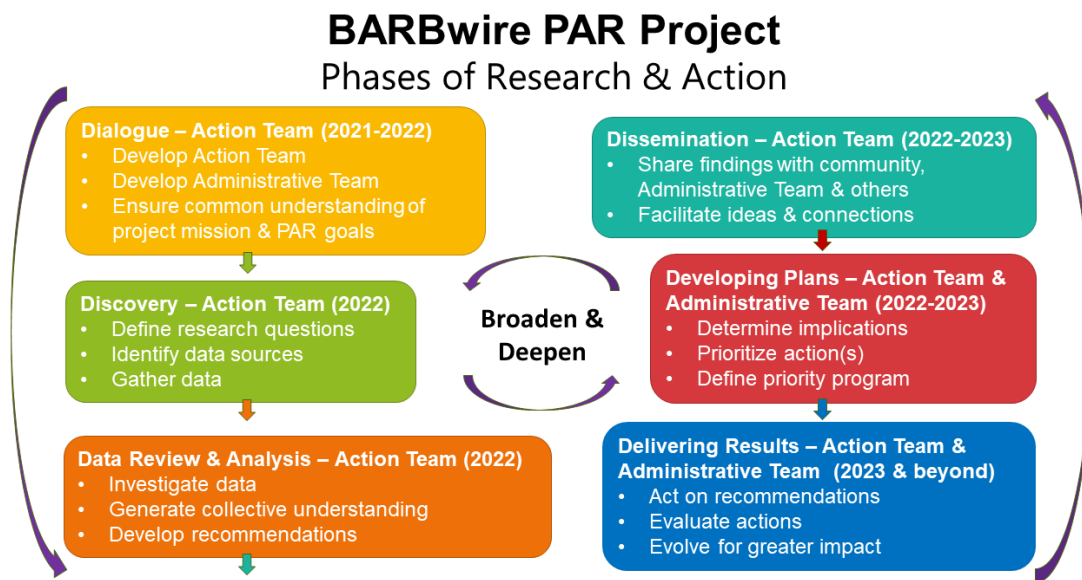 BARBwire PAR Project
Phases of Research & Action
Dialogue – Action Team (2021-2022)
• Develop Action Team
• Develop Administrative Team
• Ensure common understanding of
project mission & PAR goals
Discovery – Action Team (2022)
• Define research questions
• Identify data sources
• Gather data
Data Review & Analysis – Action Team (2022)
• Investigate data
• Generate collective understanding
• Develop recommendations
Broaden &
Deepen
Dissemination – Action Team (2022-2023)
• Share findings with community,
Administrative Team & others
• Facilitate ideas & connections
Developing Plans – Action Team &
Administrative Team (2022-2023)
• Determine implications
• Prioritize action(s)
• Define priority program
Delivering Results – Action Team &
Administrative Team (2023 & beyond)
• Act on recommendations
• Evaluate actions
• Evolve for greater impact